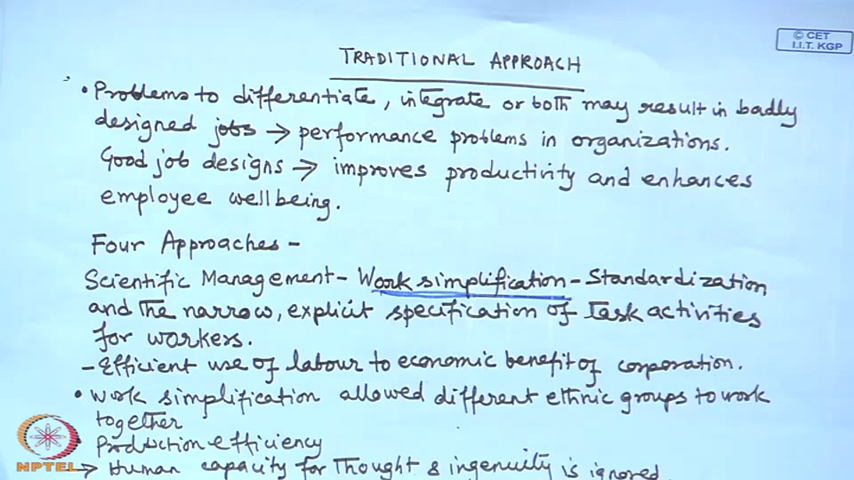 © CET
I.I.T. KGP
TRADITIONAL APPROACH
• Problems to differentiate, integrate or both may result in badly
designed jobs → performance problems in organizations.
Good job designs → improves productivity and enhances
employee wellbeing.
Four Approaches -
Scientific Management - Work simplification - Standardization
and the narrow, explicit specification of task activities
for workers.
- Efficient use of labour to economic benefit of corporation.
• Work simplification allowed different ethnic groups to work
together
Production efficiency
→ Human capacity for thought & ingenuity is ignored.
NPTEL